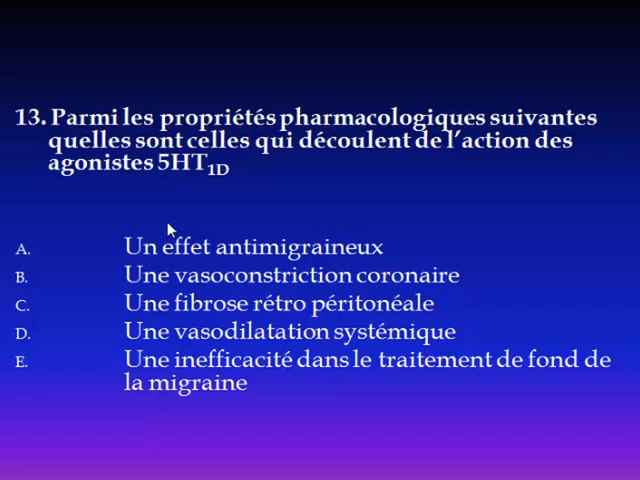 13. Parmi les propriétés pharmacologiques suivantes
quelles sont celles qui découlent de l'action des
agonistes 5HT1D
A. Un effet antimigraineux
B. Une vasoconstriction coronaire
C. Une fibrose rétro péritonéale
D. Une vasodilatation systémique
E. Une inefficacité dans le traitement de fond de
la migraine